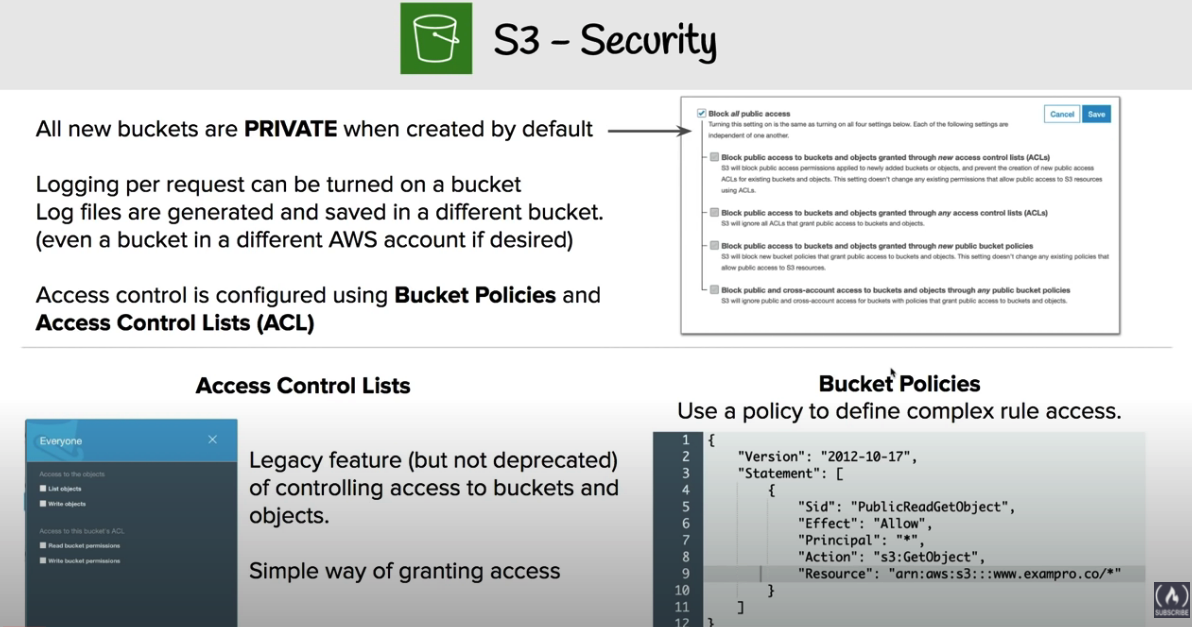 S3 - Security
All new buckets are PRIVATE when created by default
Logging per request can be turned on a bucket
Log files are generated and saved in a different bucket.
(even a bucket in a different AWS account if desired)
Access control is configured using Bucket Policies and
Access Control Lists (ACL)
Block all public access
Turning this setting on is the same as turning on all four settings below. Each of the following settings are
independent of one another.
Cancel
Save
Block public access to buckets and objects granted through new access control lists (ACLs)
S3 will block public access permissions applied to newly added buckets or objects, and prevent the creation of new public access
ACLs for existing buckets and objects. This setting doesn't change any existing permissions that allow public access to S3 resources
using ACLs.
Block public access to buckets and objects granted through any access control lists (ACLs)
S3 will ignore all ACLs that grant public access to buckets and objects.
Block public access to buckets and objects granted through new public bucket policies
S3 will block new bucket policies that grant public access to buckets and objects. This setting doesn't change any existing policies that
allow public access to S3 resources.
Block public and cross-account access to buckets and objects through any public bucket policies
S3 will ignore public and cross-account access for buckets with policies that grant public access to buckets and objects.
Access Control Lists
Everyone
Access to the objects
List objects
Write objects
Access to this bucket's ACL
Read bucket permissions
Write bucket permissions
Legacy feature (but not deprecated)
of controlling access to buckets and
objects.
Simple way of granting access
Bucket Policies
Use a policy to define complex rule access.
1 {
2 "Version": "2012-10-17",
3 "Statement": [
4 {
5 "Sid": "PublicReadGetObject",
6 "Effect": "Allow",
7 "Principal": "*",
8 "Action": "s3:GetObject",
9 "Resource": "arn:aws:s3:::www.exampro.co/*"
10 }
11 ]
12 }
SUBSCRIBE